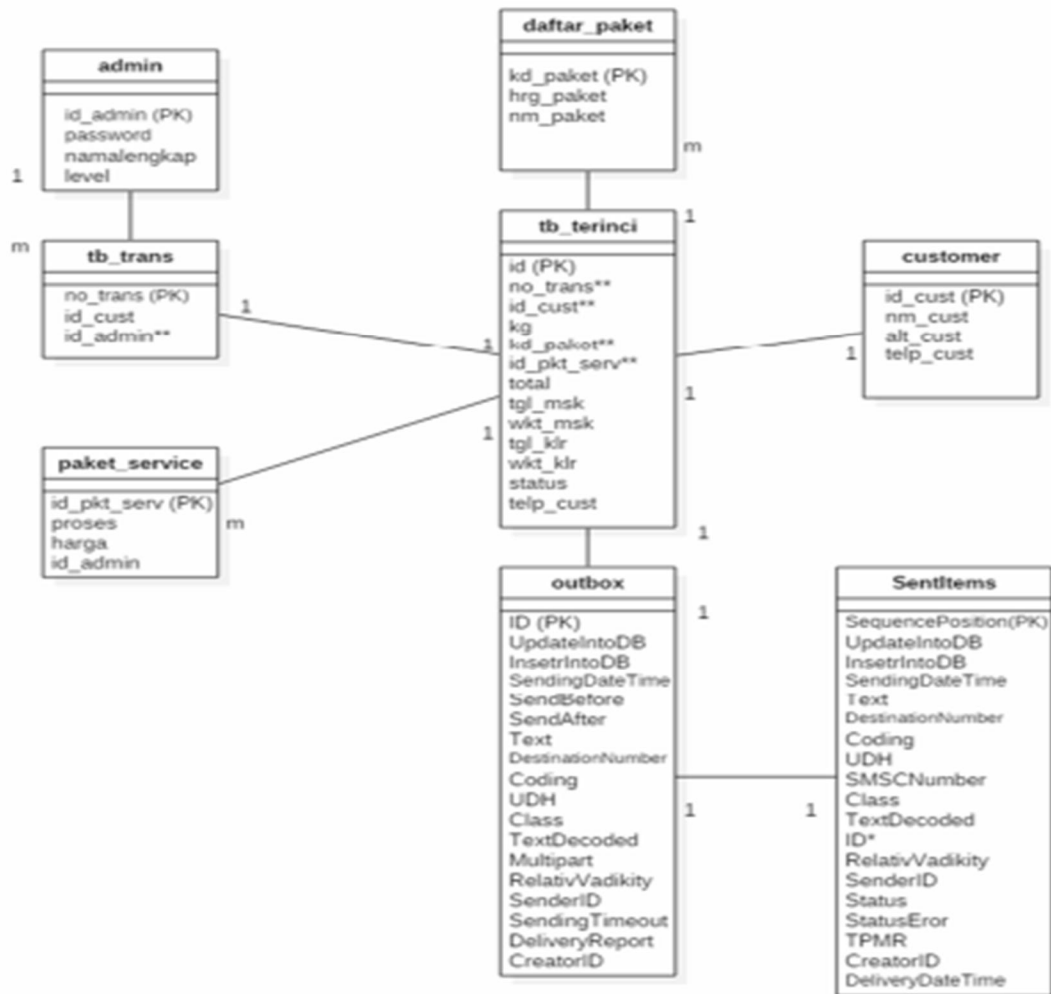 daftar_paket
kd_paket (PK)
hrg_paket
nm_paket
m
admin
id_admin (PK)
password
namalengkap
level
1
m
tb_trans
no_trans (PK)
id_cust
id_admin**
1
1
tb_terinci
id (PK)
no_trans**
id_cust**
kg
kd_paket**
id_pkt_serv**
total
tgl_msk
wkt_msk
tgl_klr
wkt_klr
status
telp_cust
1
1
1
customer
id_cust (PK)
nm_cust
alt_cust
telp_cust
1
1
paket_service
id_pkt_serv (PK)
proses
harga
id_admin
m
outbox
ID (PK)
UpdateIntoDB
InsetrIntoDB
SendingDateTime
SendBefore
SendAfter
Text
DestinationNumber
Coding
UDH
Class
TextDecoded
Multipart
RelativVadikity
SenderID
SendingTimeout
DeliveryReport
CreatorID
1
1
1
SentItems
SequencePosition(PK)
UpdateIntoDB
InsetrIntoDB
SendingDateTime
Text
DestinationNumber
Coding
UDH
SMSCNumber
Class
TextDecoded
ID*
RelativVadikity
SenderID
Status
StatusEror
TPMR
CreatorID
DeliveryDateTime